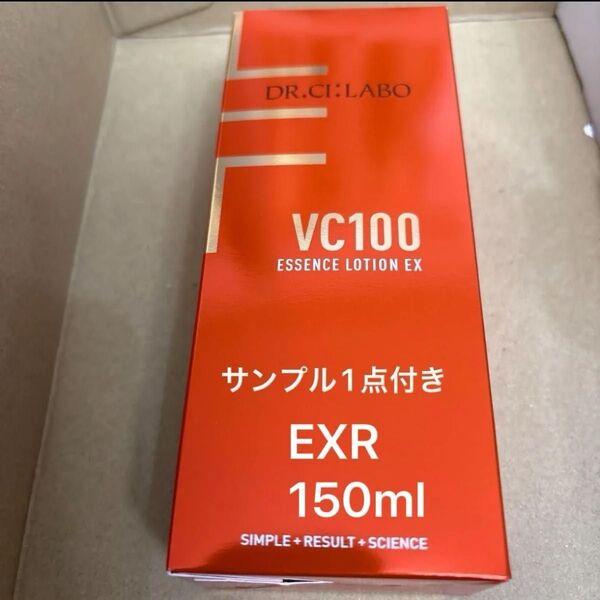 DR.CI:LABO
VC100
ESSENCE LOTION EX
サンプル1点付き
EXR
150ml
SIMPLE+RESULT+SCIENCE